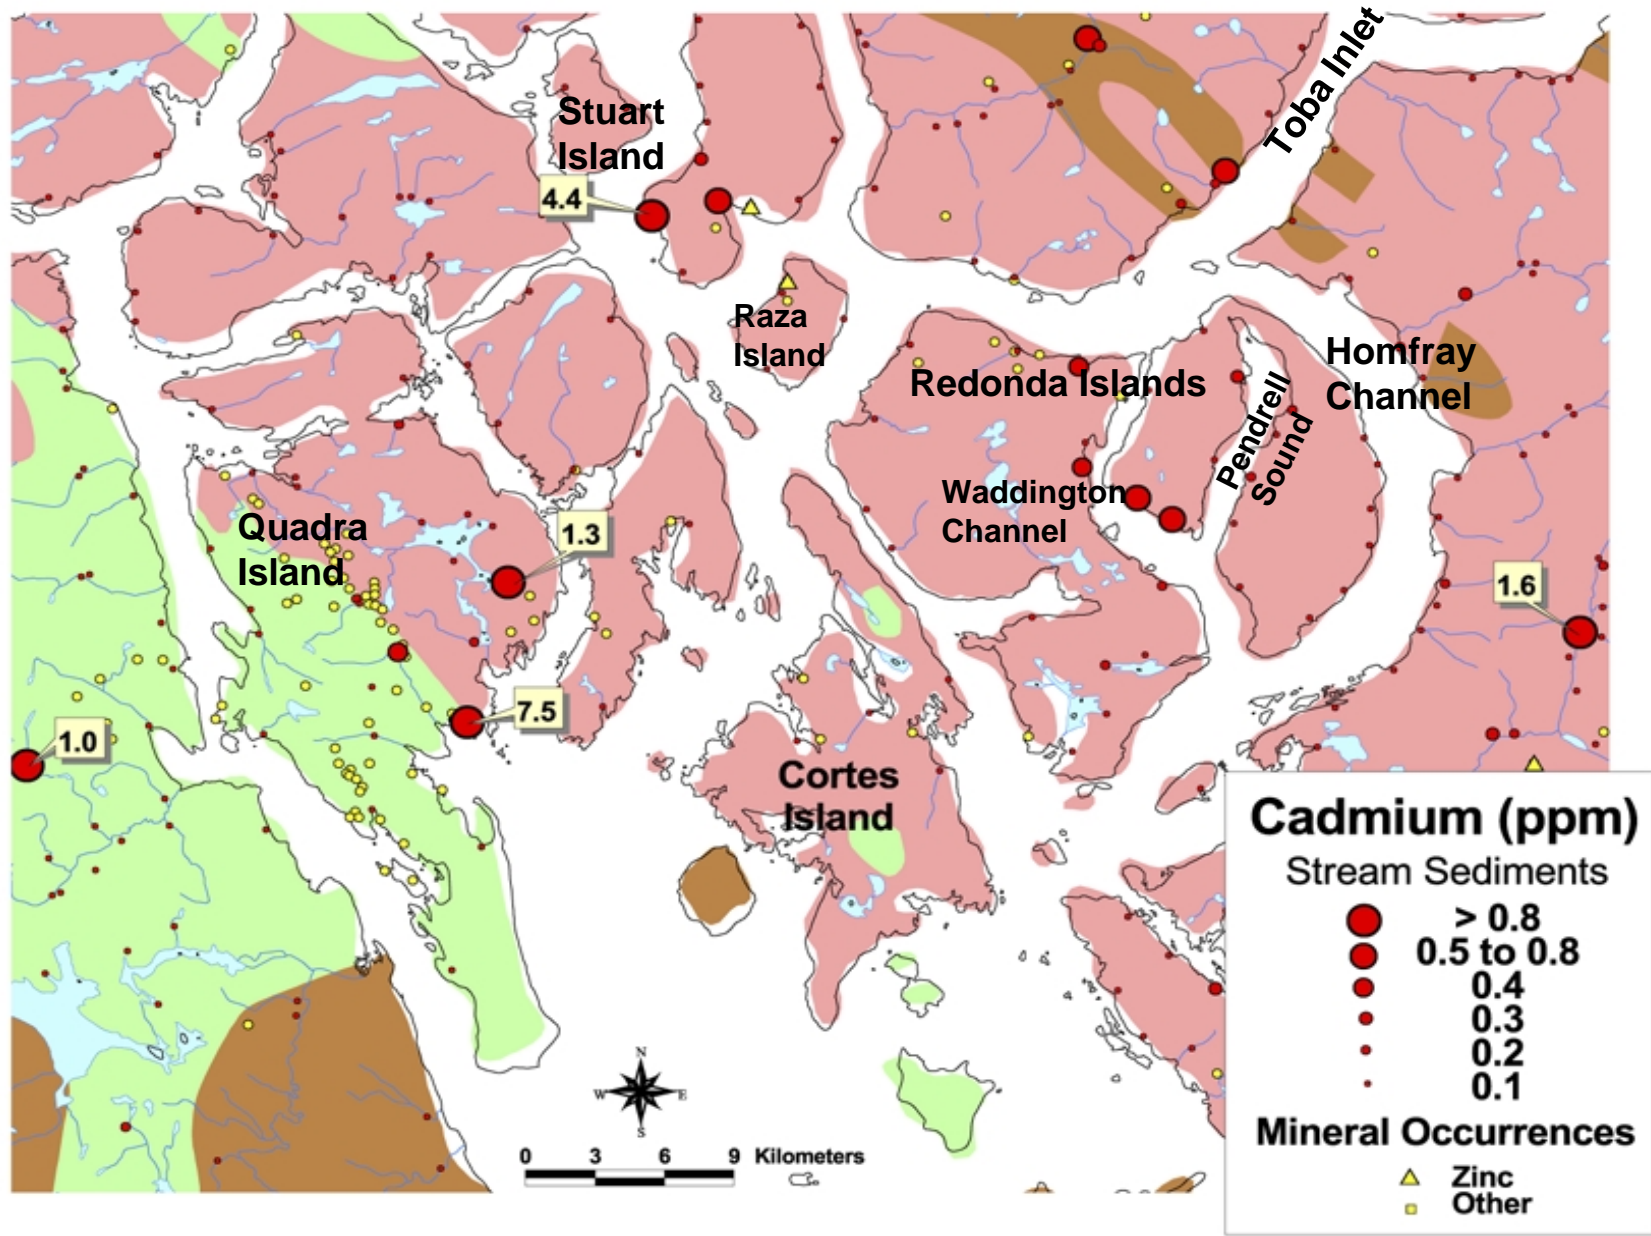 Toba Inlet
Stuart
Island
4.4
Raza
Island
Homfray
Channel
Redonda Islands
Pendrell
Sound
Waddington
Channel
Quadra
Island
1.3
1.6
7.5
1.0
Cortes
Island
N
W E
S
0 3 6 9 Kilometers
Cadmium (ppm)
Stream Sediments
> 0.8
0.5 to 0.8
0.4
0.3
0.2
0.1
Mineral Occurrences
Zinc
Other